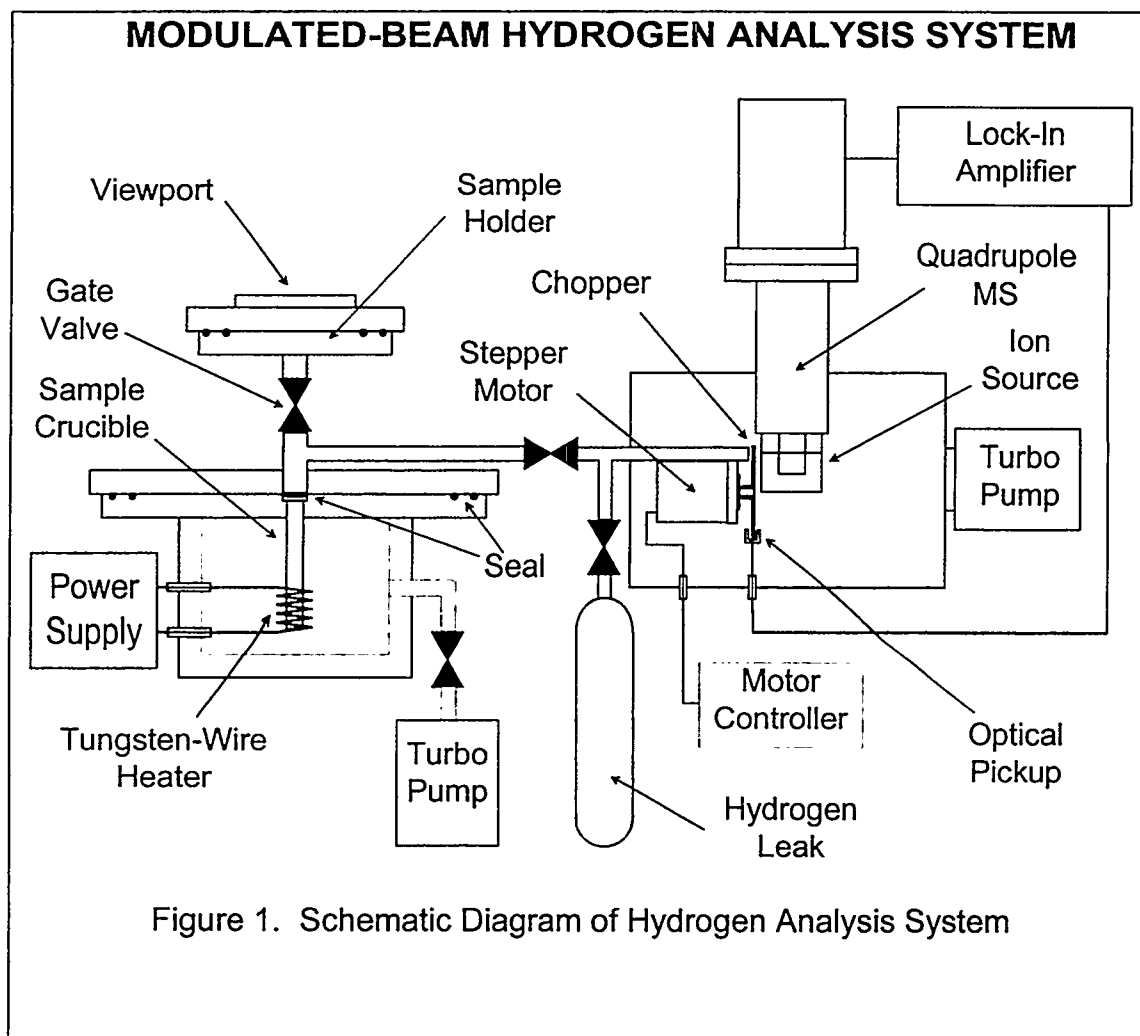 MODULATED-BEAM HYDROGEN ANALYSIS SYSTEM
Lock-In
Amplifier
Viewport
Sample
Holder
Quadrupole
MS
Chopper
Gate
Valve
Stepper
Motor
Ion
Source
Sample
Crucible
Turbo
Pump
Seal
Power
Supply
Motor
Controller
Tungsten-Wire
Heater
Turbo
Pump
Optical
Pickup
Hydrogen
Leak
Figure 1. Schematic Diagram of Hydrogen Analysis System